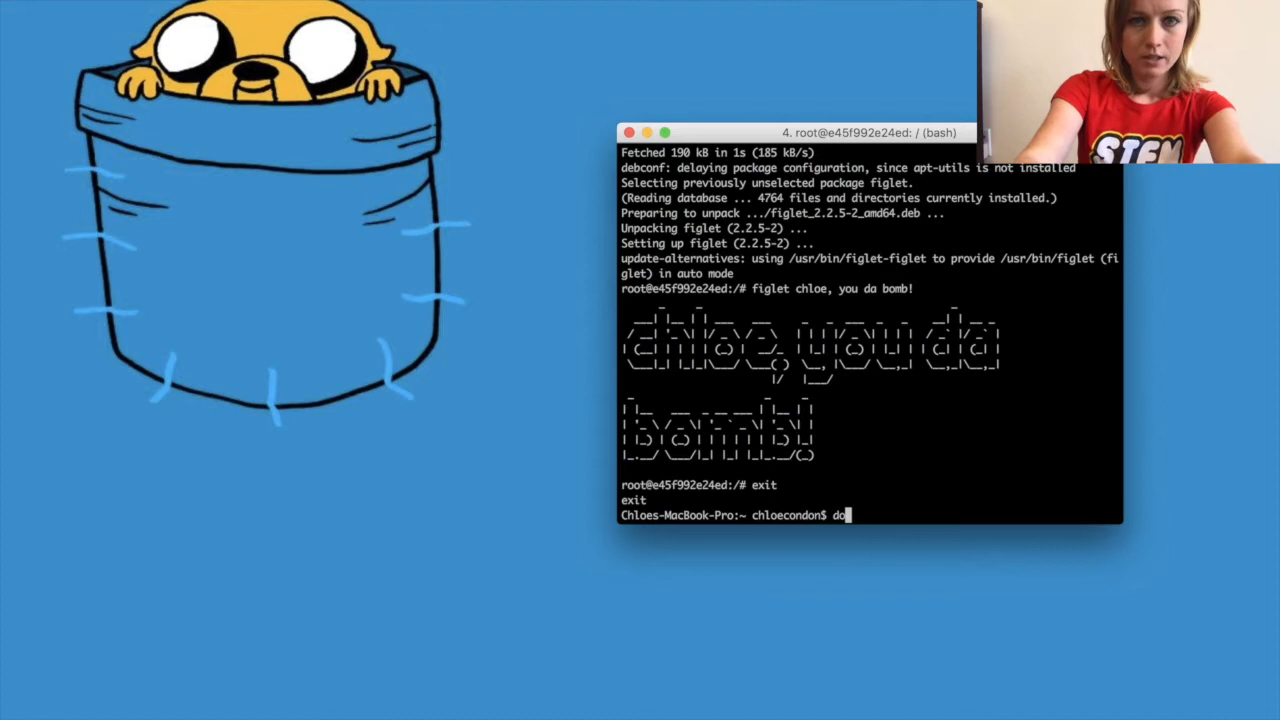 4. root@e45f992e24ed: / (bash)
Fetched 190 kB in 1s (185 kB/s)
debconf: delaying package configuration, since apt-utils is not installed
Selecting previously unselected package figlet.
(Reading database ... 4764 files and directories currently installed.)
Preparing to unpack .../figlet_2.2.5-2_amd64.deb ...
Unpacking figlet (2.2.5-2) ...
Setting up figlet (2.2.5-2) ...
update-alternatives: using /usr/bin/figlet-figlet to provide /usr/bin/figlet (fi
glet) in auto mode
root@e45f992e24ed:/# figlet chloe, you da bomb!
chloe, you da
bomb!
root@e45f992e24ed:/# exit
exit
Chloes-MacBook-Pro:~ chloecondon$ do
STEM